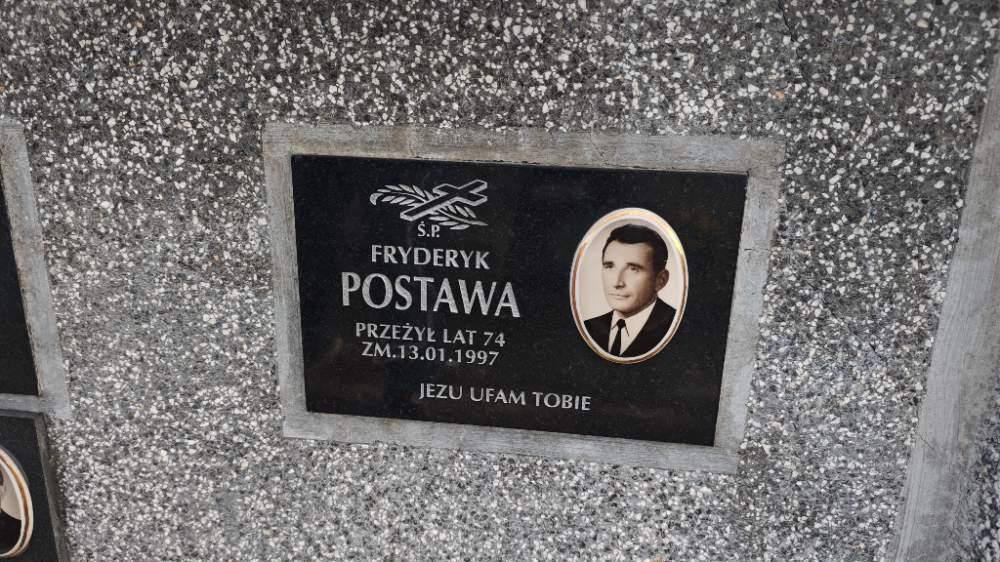 Ś.P.
FRYDERYK
POSTAWA
PRZEŻYŁ LAT 74
ZM.13.01.1997
JEZU UFAM TOBIE